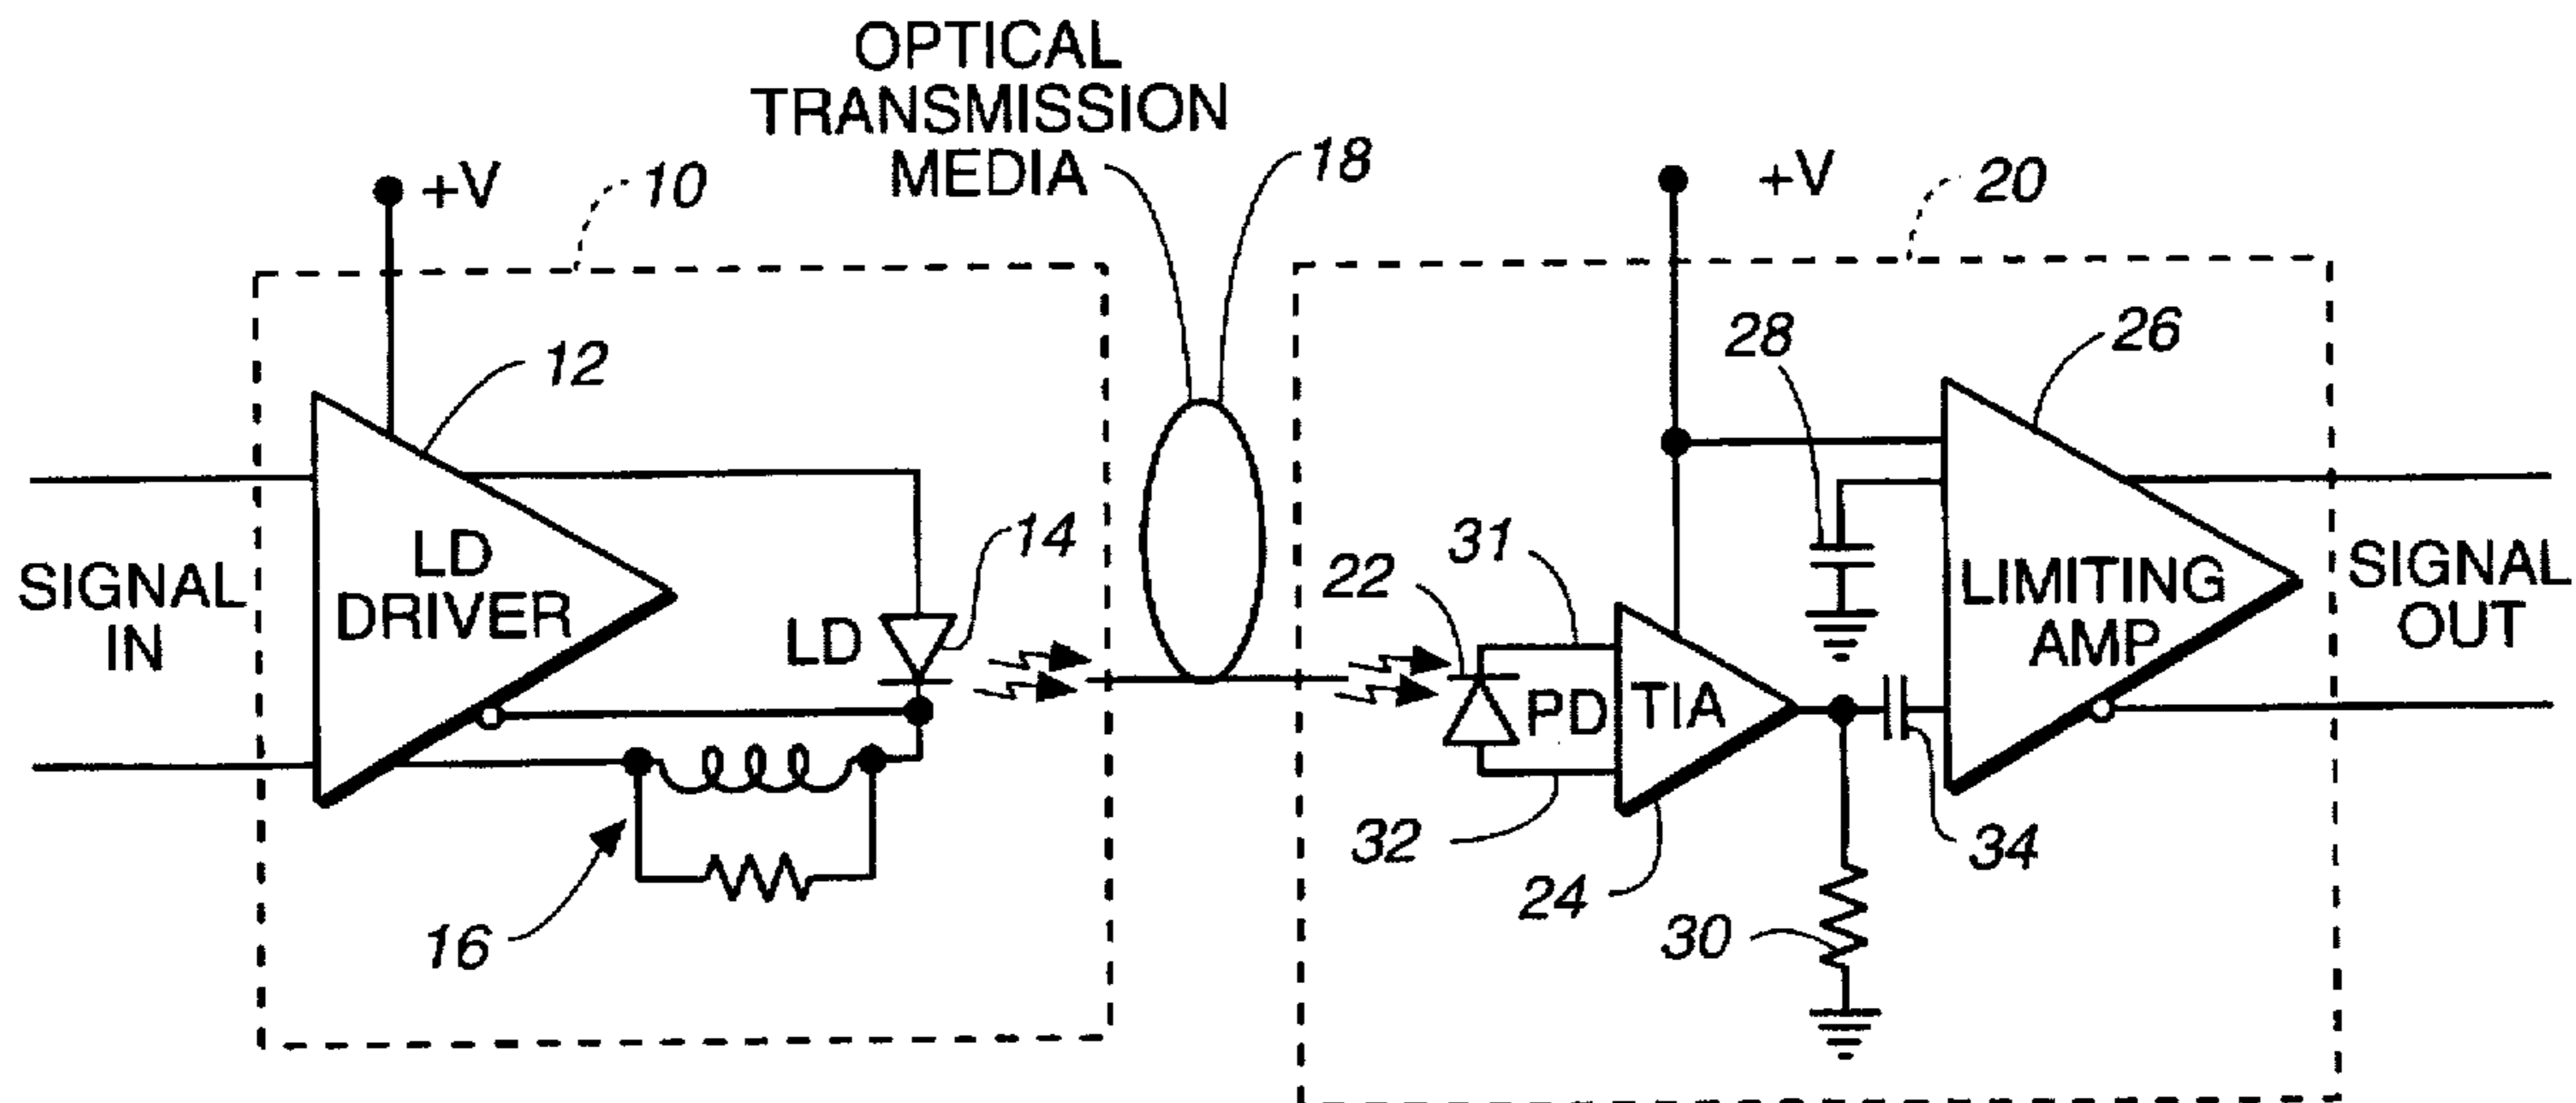 OPTICAL
TRANSMISSION
MEDIA
18
+V
10
+V
20
12
28
26
SIGNAL
IN
LD
DRIVER
LD
14
22
31
PD
TIA
LIMITING
AMP
SIGNAL
OUT
16
32
24
30
34